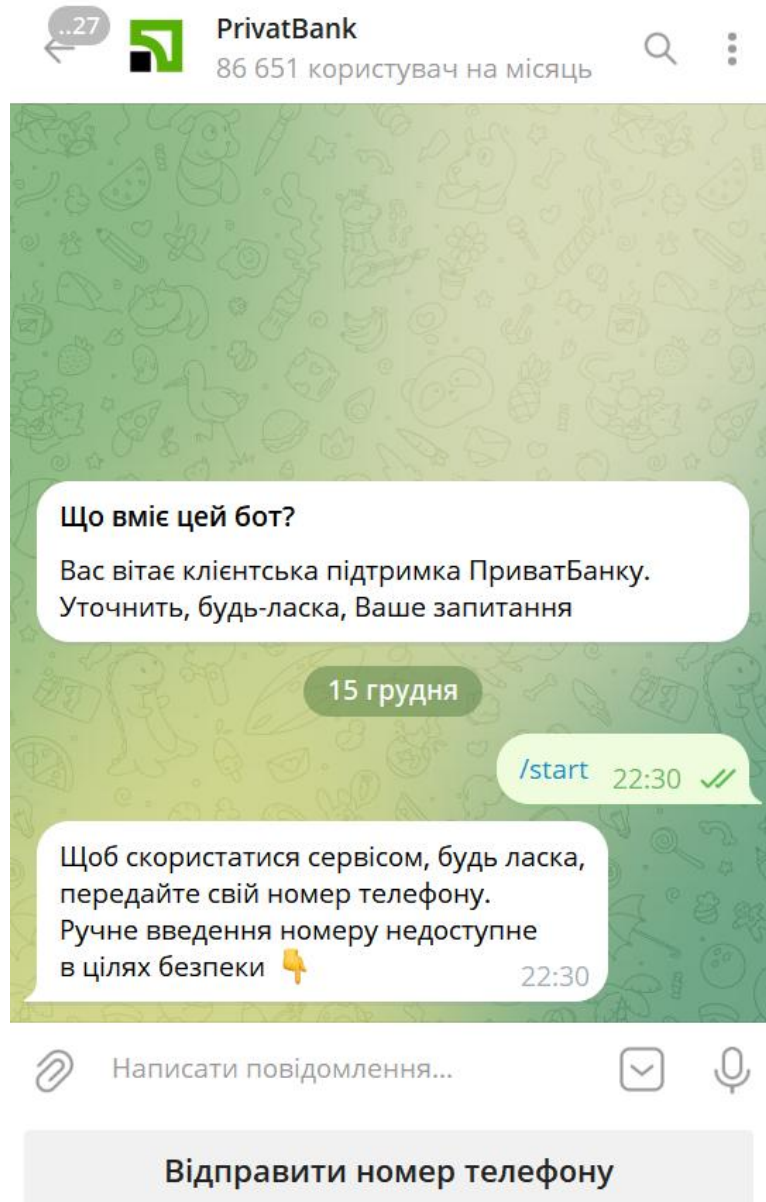 ..27
PrivatBank
86 651 користувач на місяць
Що вміє цей бот?
Вас вітає клієнтська підтримка ПриватБанку.
Уточнить, будь-ласка, Ваше запитання
15 грудня
/start 22:30
Щоб скористатися сервісом, будь ласка,
передайте свій номер телефону.
Ручне введення номеру недоступне
в цілях безпеки 👇 22:30
Написати повідомлення...
Відправити номер телефону